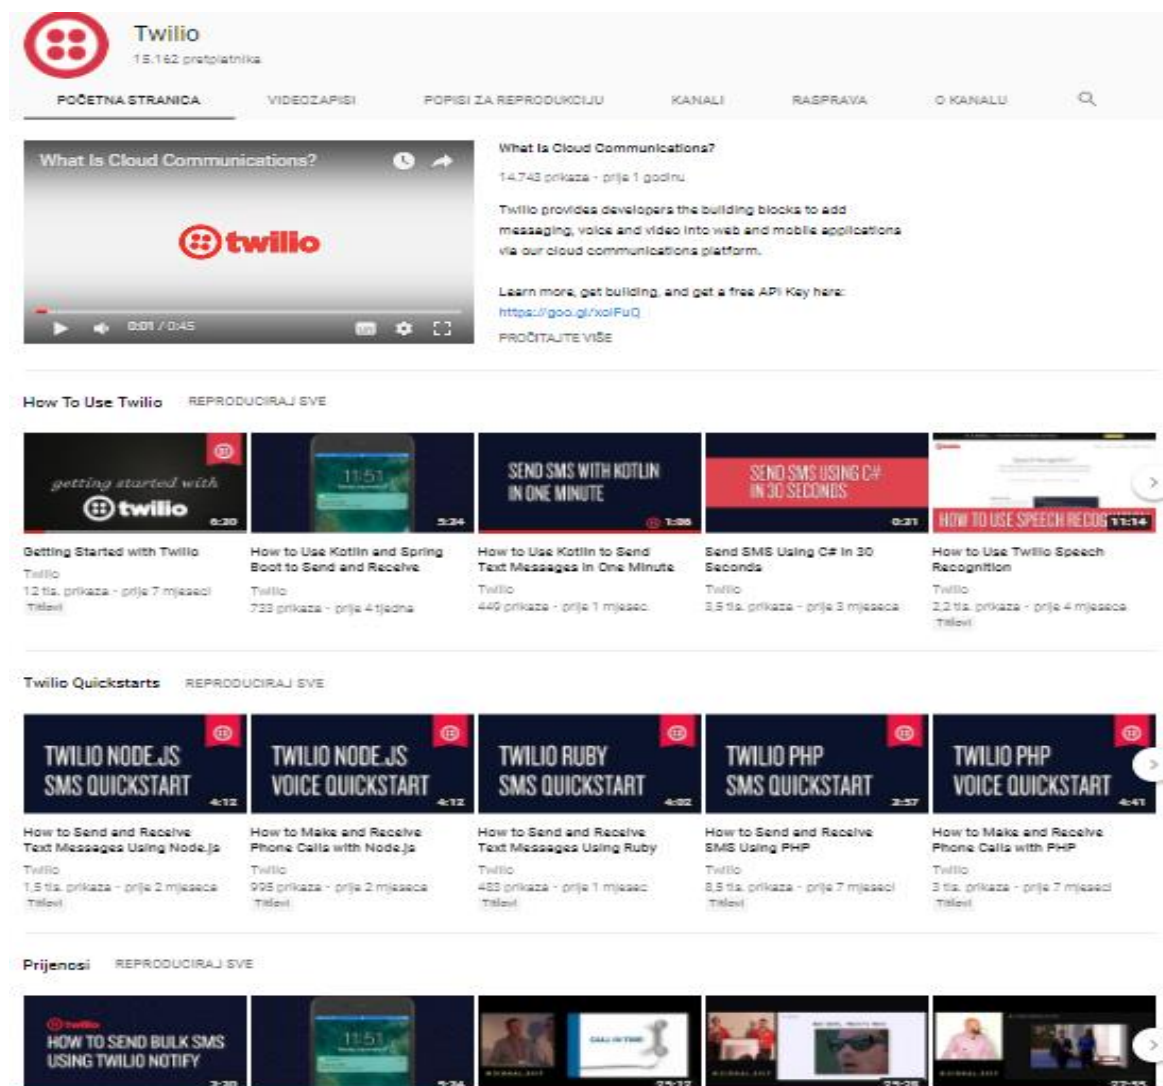 Twilio
15.162 pretplatnika
POČETNA STRANICA VIDEOZAPISI POPISI ZA REPRODUKCIJU KANALI RASPRAVA O KANALU
What Is Cloud Communications?
twilio
0:01 / 0:45
What Is Cloud Communications?
14.743 prikaza - prije 1 godinu
Twilio provides developers the building blocks to add
messaging, voice and video into web and mobile applications
via our cloud communications platform.
Learn more, get building, and get a free API Key here:
https://goo.gl/xoIFuQ
PROČITAJTE VIŠE
How To Use Twilio REPRODUCIRAJ SVE
getting started with
twilio
6:20
11:51
5:24
SEND SMS WITH KOTLIN
IN ONE MINUTE
1:06
SEND SMS USING C#
IN 30 SECONDS
0:31
HOW TO USE SPEECH RECOG
11:14
Getting Started with Twilio
Twilio
12 tis. prikaza - prije 7 mjeseci
Titlovi
How to Use Kotlin and Spring
Boot to Send and Receive
Twilio
733 prikaza - prije 4 tjedna
How to Use Kotlin to Send
Text Messages in One Minute
Twilio
449 prikaza - prije 1 mjesec
Send SMS Using C# in 30
Seconds
Twilio
3,5 tis. prikaza - prije 3 mjeseca
How to Use Twilio Speech
Recognition
Twilio
2,2 tis. prikaza - prije 4 mjeseca
Titlovi
Twilio Quickstarts REPRODUCIRAJ SVE
TWILIO NODE.JS
SMS QUICKSTART
4:12
TWILIO NODE.JS
VOICE QUICKSTART
4:12
TWILIO RUBY
SMS QUICKSTART
4:02
TWILIO PHP
SMS QUICKSTART
3:57
TWILIO PHP
VOICE QUICKSTART
4:41
How to Send and Receive
Text Messages Using Node.js
Twilio
1,5 tis. prikaza - prije 2 mjeseca
Titlovi
How to Make and Receive
Phone Calls with Node.js
Twilio
995 prikaza - prije 2 mjeseca
Titlovi
How to Send and Receive
Text Messages Using Ruby
Twilio
483 prikaza - prije 1 mjesec
Titlovi
How to Send and Receive
SMS Using PHP
Twilio
8,5 tis. prikaza - prije 7 mjeseci
Titlovi
How to Make and Receive
Phone Calls with PHP
Twilio
3 tis. prikaza - prije 7 mjeseci
Titlovi
Prijenosi REPRODUCIRAJ SVE
twilio
HOW TO SEND BULK SMS
USING TWILIO NOTIFY
3:20
11:51
5:24
CALL IN TIME